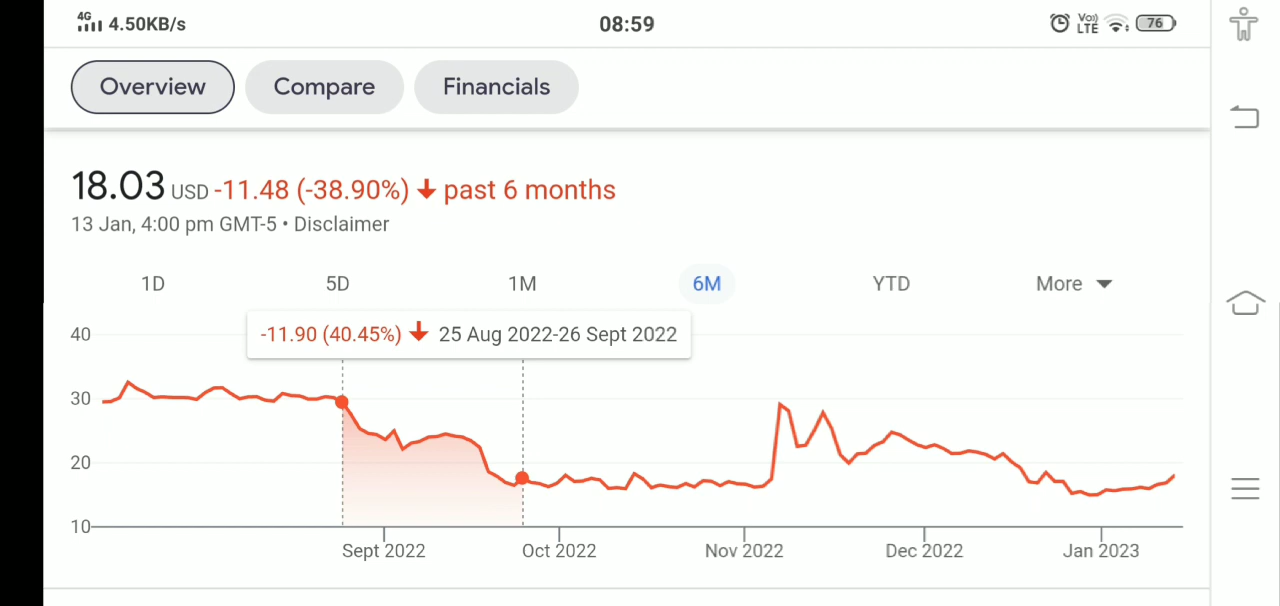 4G 4.50KB/s 08:59 Vo)) LTE 76
Overview Compare Financials
18.03 USD -11.48 (-38.90%) past 6 months
13 Jan, 4:00 pm GMT-5 • Disclaimer
1D 5D 1M 6M YTD More
-11.90 (40.45%) 25 Aug 2022-26 Sept 2022
40
30
20
10
Sept 2022 Oct 2022 Nov 2022 Dec 2022 Jan 2023